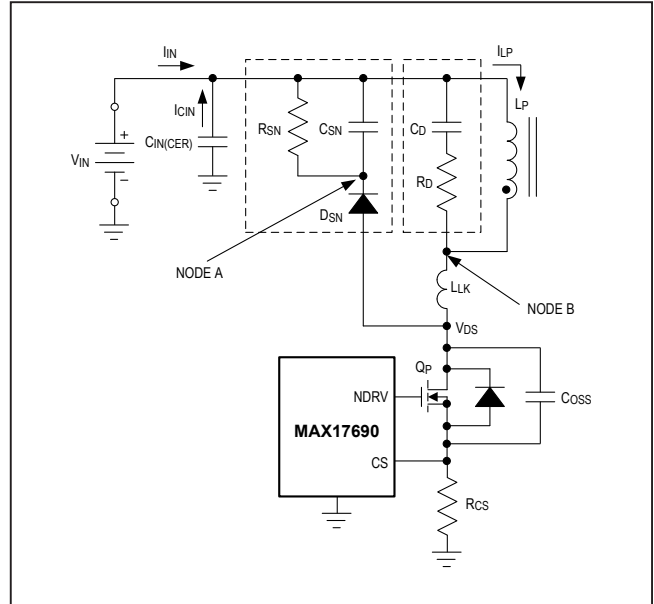 IIN
ILP
LP
ICIN
RSN
CSN
CD
CIN(CER)
VIN
+
–
RD
DSN
NODE A
LLK
NODE B
VDS
QP
NDRV
COSS
MAX17690
CS
RCS